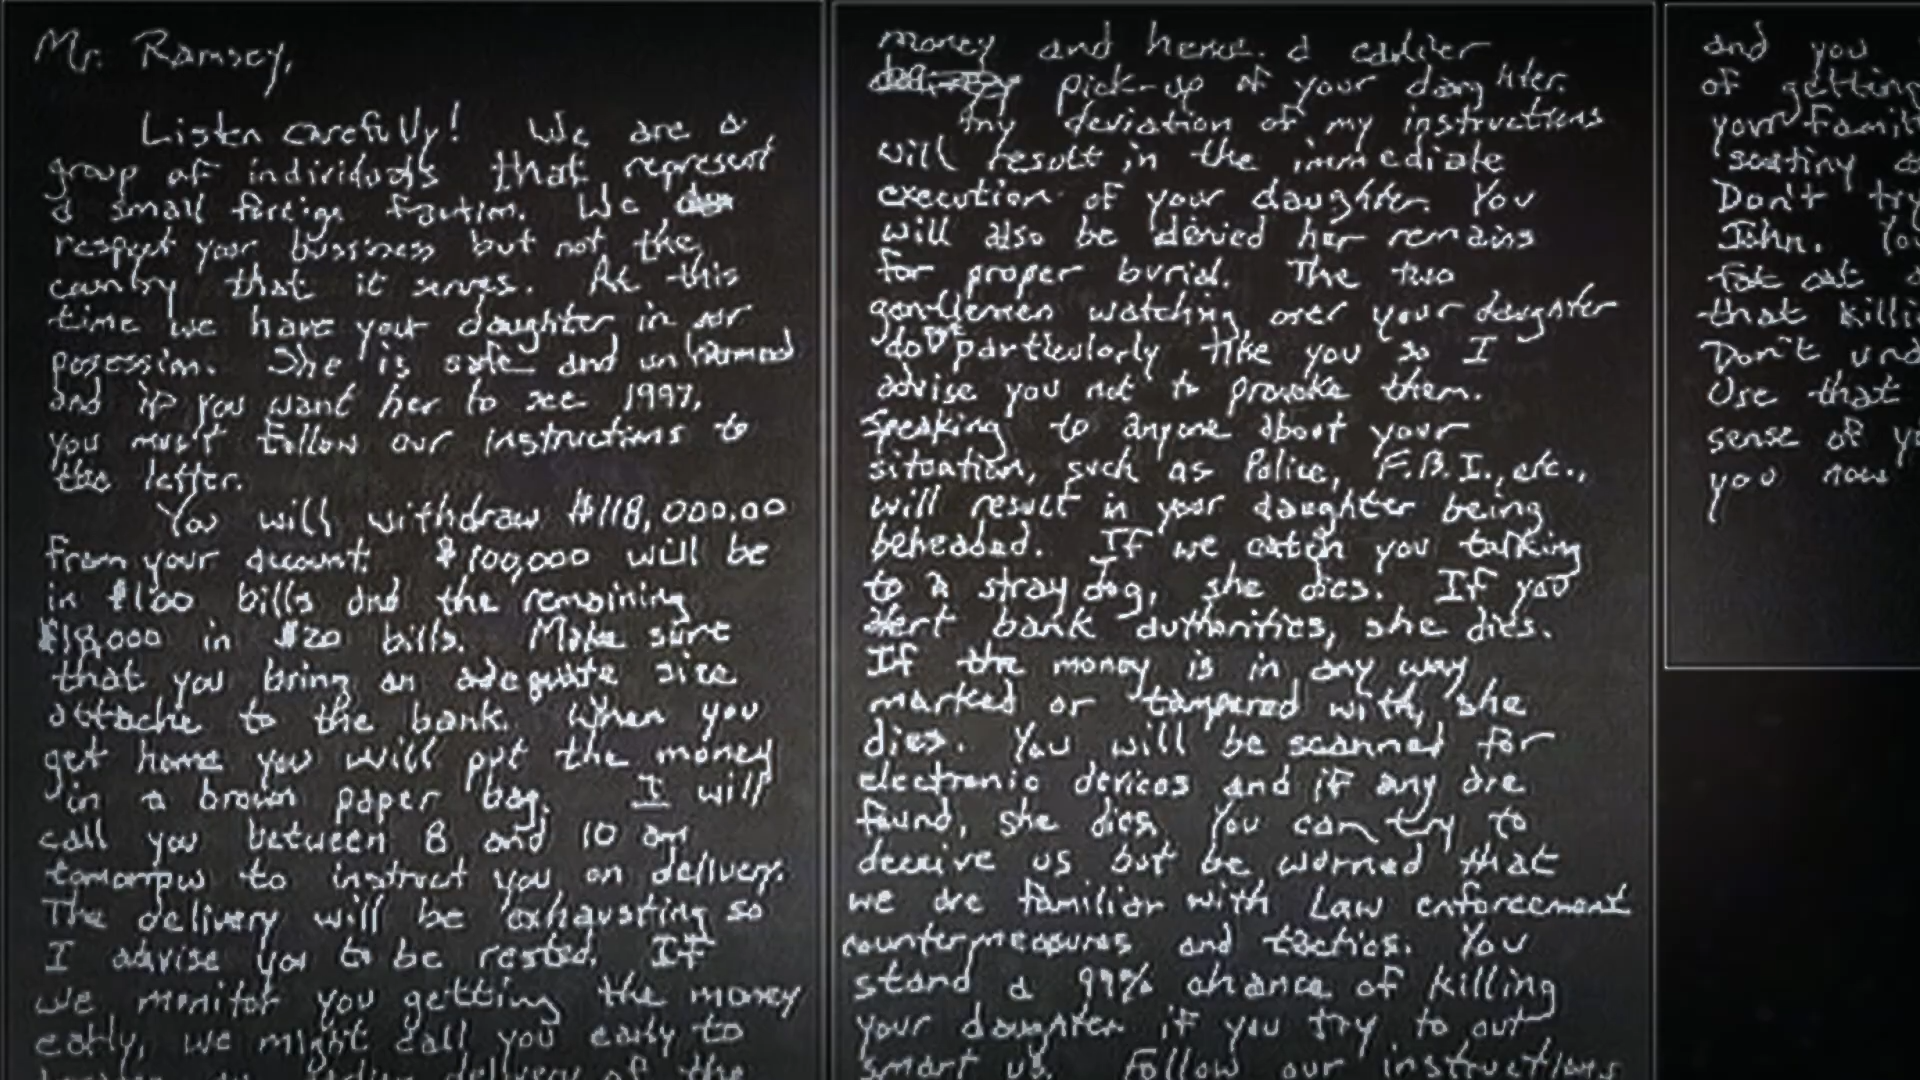 Mr. Ramsey,
Listen carefully! We are a
group of individuals that represent
a small foreign faction. We
respect your bussiness but not the
country that it serves. At this
time we have your daughter in our
posession. She is safe and unharmed
and if you want her to see 1997,
you must follow our instructions to
the letter.
You will withdraw $118,000.00
from your account. $100,000 will be
in $100 bills and the remaining
$18,000 in $20 bills. Make sure
that you bring an adequate size
attache to the bank. When you
get home you will put the money
in a brown paper bag. I will
call you between 8 and 10 am
tomorrow to instruct you on delivery.
The delivery will be exhausting so
I advise you to be rested. If
we monitor you getting the money
early, we might call you early to
delivery of the
money and hence. a earlier
delivery pick-up of your daughter.
Any deviation of my instructions
will result in the immediate
execution of your daughter. You
will also be denied her remains
for proper burial. The two
gentlemen watching over your daughter
do not particularly like you so I
advise you not to provoke them.
Speaking to anyone about your
situation, such as Police, F.B.I., etc.,
will result in your daughter being
beheaded. If we catch you talking
to a stray dog, she dies. If you
alert bank authorities, she dies.
If the money is in any way
marked or tampered with, she
dies. You will be scanned for
electronic devices and if any are
found, she dies. You can try to
deceive us but be warned that
we are familiar with Law enforcement
countermeasures and tactics. You
stand a 99% chance of killing
your daughter if you try to out
smart us. Follow our instructions
and you
of getting
your famil
scutiny
Don't try
John. You
fat cat
that killi
Don't und
Use that
sense of yo
you now